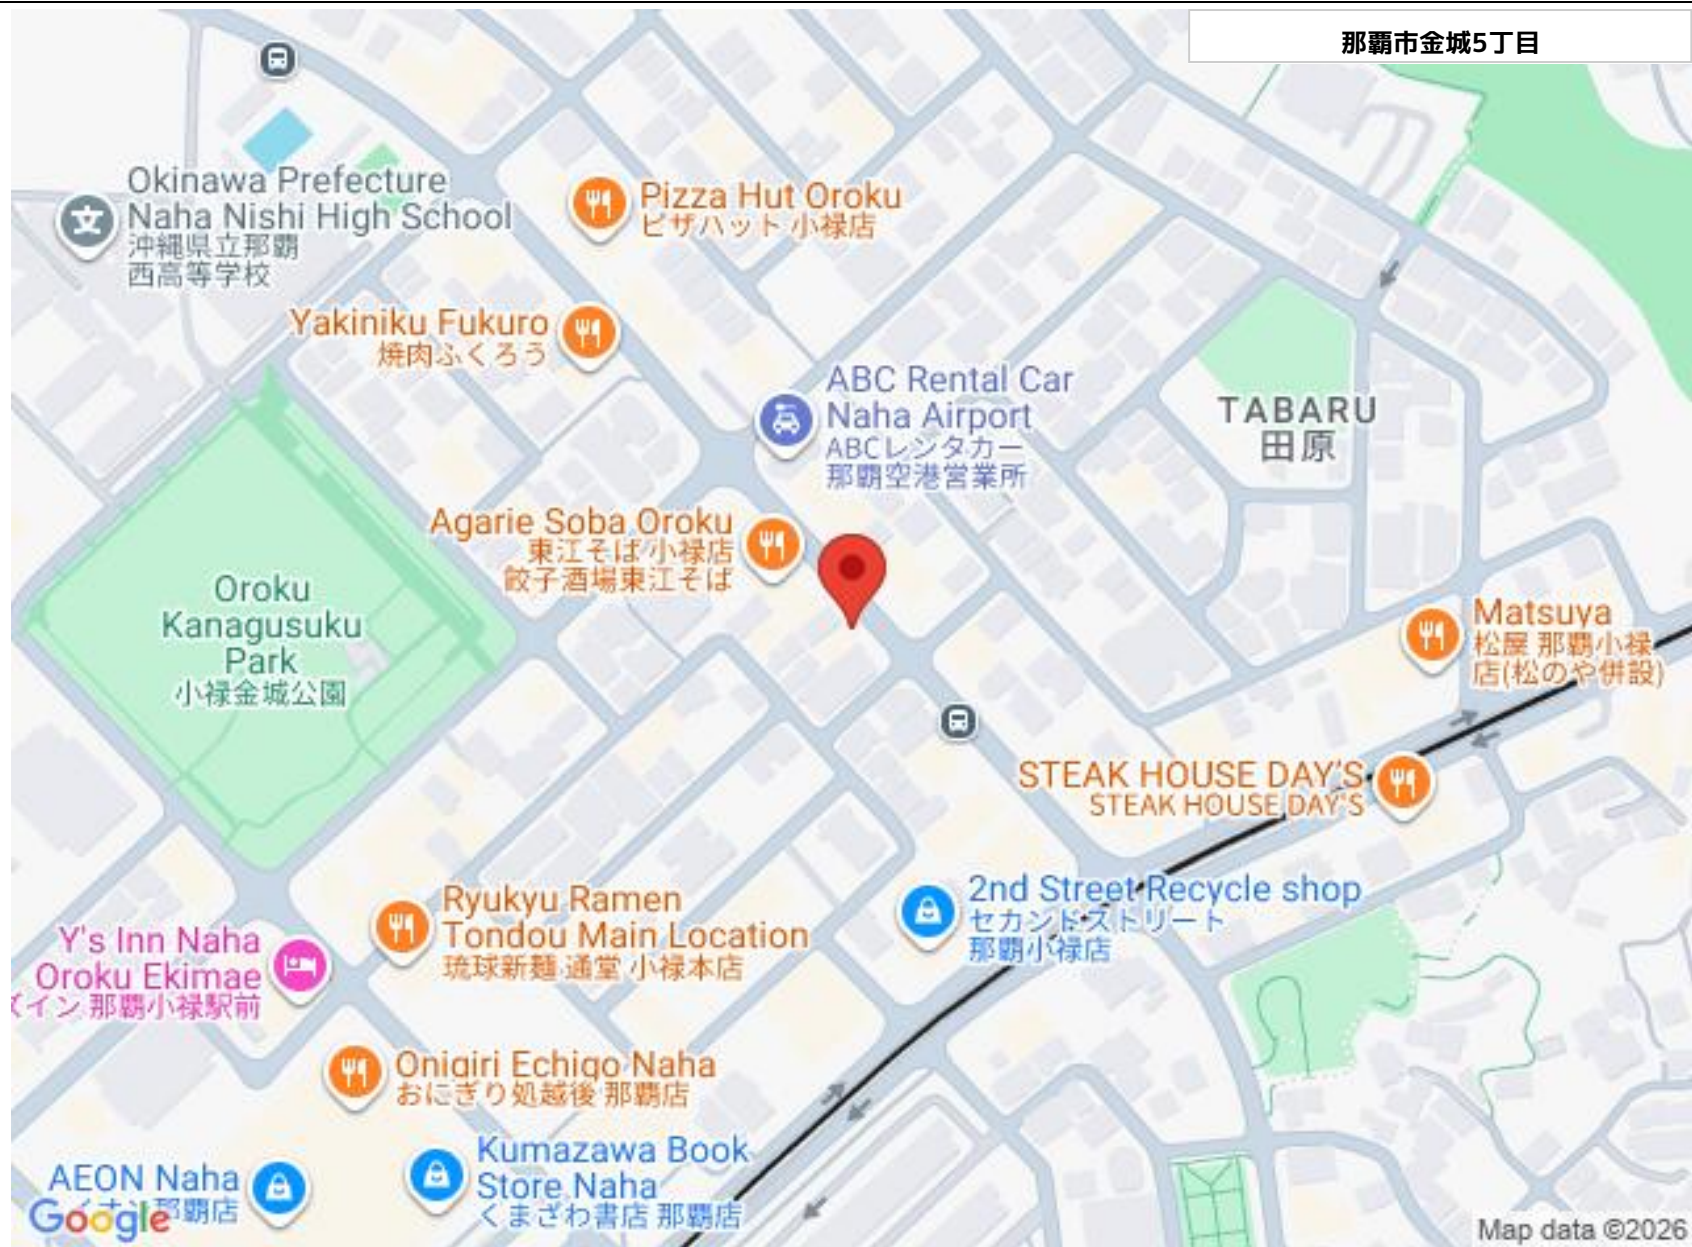 那覇市金城5丁目
Okinawa Prefecture
Naha Nishi High School
沖縄県立那覇
西高等学校
Pizza Hut Oroku
ピザハット 小禄店
Yakiniku Fukuro
焼肉ふくろう
ABC Rental Car
Naha Airport
ABCレンタカー
那覇空港営業所
TABARU
田原
Agarie Soba Oroku
東江そば 小禄店
餃子酒場東江そば
Oroku
Kanagusuku
Park
小禄金城公園
Matsuya
松屋 那覇小禄
店(松のや併設)
STEAK HOUSE DAY'S
STEAK HOUSE DAY'S
2nd Street Recycle shop
セカンドストリート
那覇小禄店
Ryukyu Ramen
Tondou Main Location
琉球新麺 通堂 小禄本店
Y's Inn Naha
Oroku Ekimae
ズイン 那覇小禄駅前
Onigiri Echigo Naha
おにぎり処越後 那覇店
Kumazawa Book
Store Naha
くまざわ書店 那覇店
AEON Naha
イオン那覇店
Google
Map data ©2026